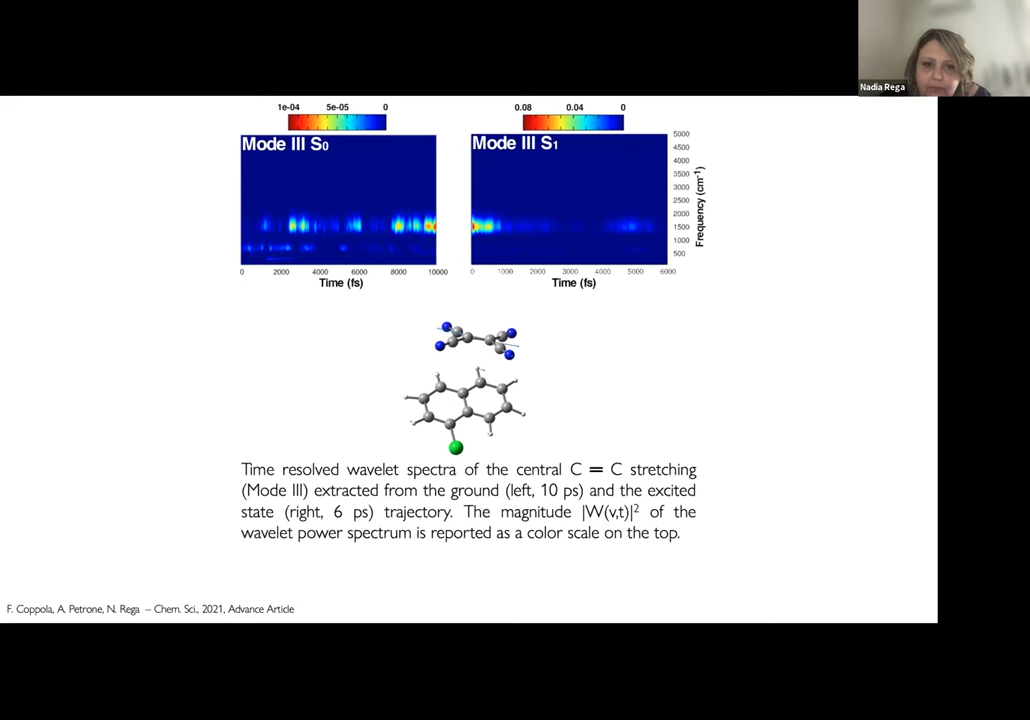 Nadia Rega
1e-04 5e-05 0
0.08 0.04 0
Mode III S0
Mode III S1
5000
4500
4000
3500
3000
2500
2000
1500
1000
500
Frequency (cm-1)
0 2000 4000 6000 8000 10000
0 1000 2000 3000 4000 5000 6000
Time (fs)
Time (fs)
Time resolved wavelet spectra of the central C = C stretching
(Mode III) extracted from the ground (left, 10 ps) and the excited
state (right, 6 ps) trajectory. The magnitude |W(ν,t)|² of the
wavelet power spectrum is reported as a color scale on the top.
F. Coppola, A. Petrone, N. Rega – Chem. Sci., 2021, Advance Article